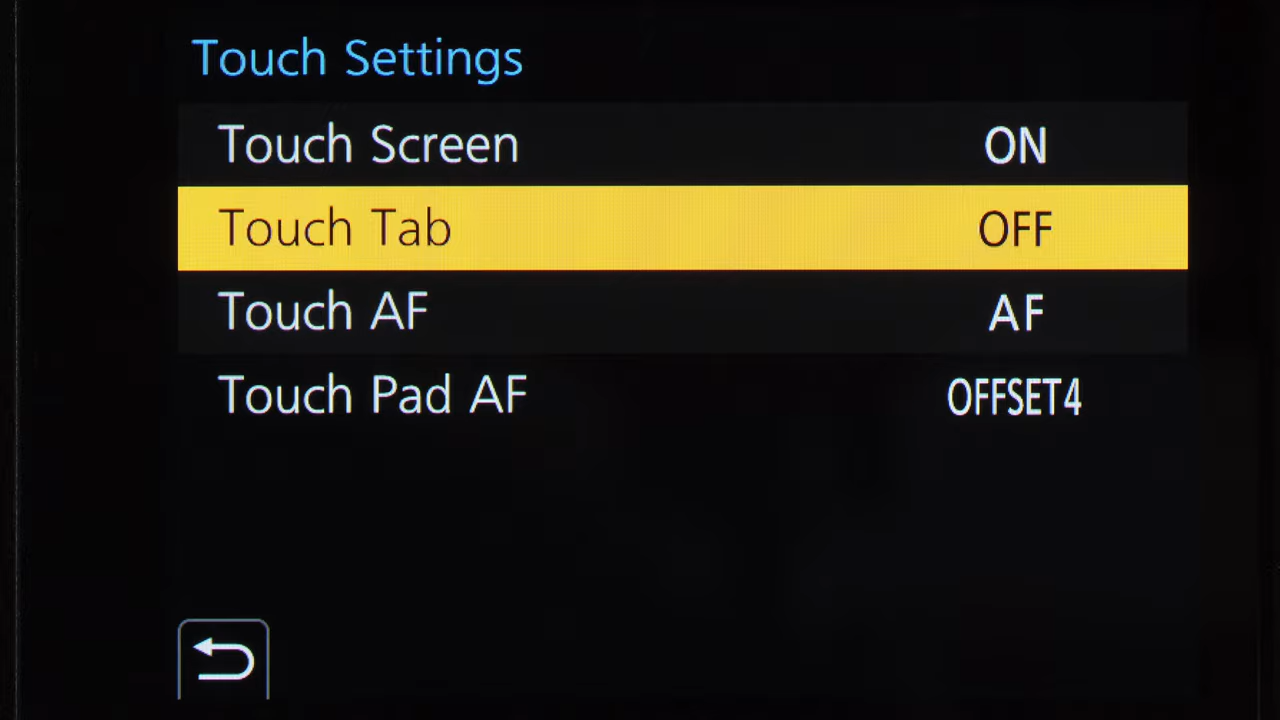 Touch Settings
Touch Screen ON
Touch Tab OFF
Touch AF AF
Touch Pad AF OFFSET4